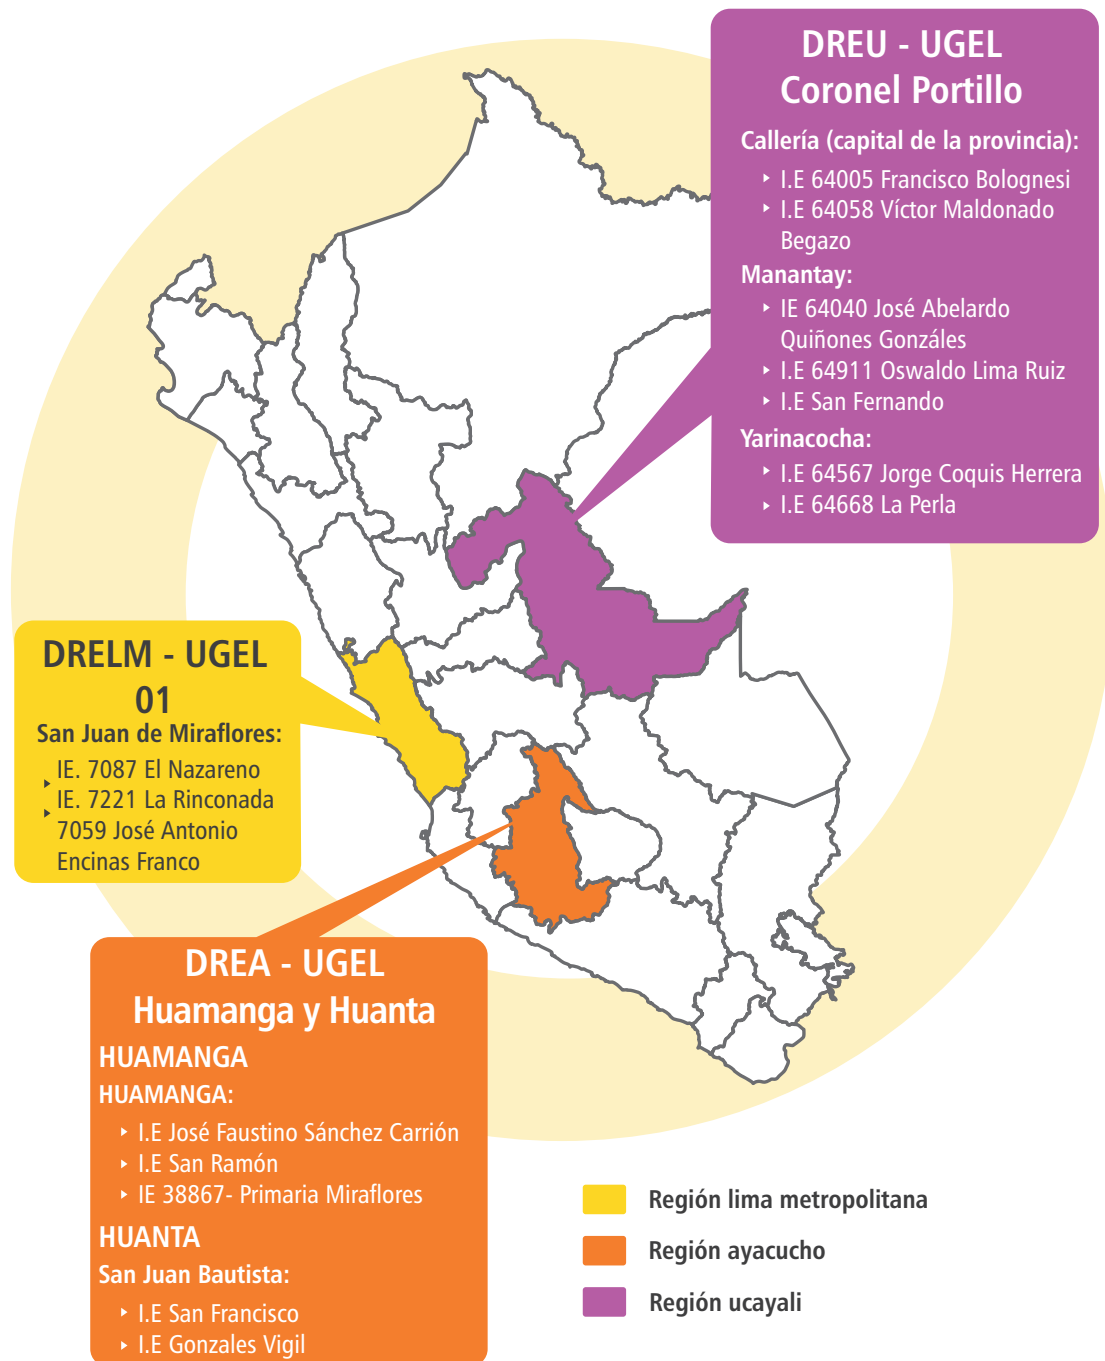 DREU - UGEL
Coronel Portillo
Callería (capital de la provincia):
‣ I.E 64005 Francisco Bolognesi
‣ I.E 64058 Víctor Maldonado
Begazo
Manantay:
‣ IE 64040 José Abelardo
Quiñones Gonzáles
‣ I.E 64911 Oswaldo Lima Ruiz
‣ I.E San Fernando
Yarinacocha:
‣ I.E 64567 Jorge Coquis Herrera
‣ I.E 64668 La Perla
DRELM - UGEL
01
San Juan de Miraflores:
‣ IE. 7087 El Nazareno
‣ IE. 7221 La Rinconada
7059 José Antonio
Encinas Franco
DREA - UGEL
Huamanga y Huanta
HUAMANGA
HUAMANGA:
‣ I.E José Faustino Sánchez Carrión
‣ I.E San Ramón
‣ IE 38867- Primaria Miraflores
HUANTA
San Juan Bautista:
‣ I.E San Francisco
‣ I.E Gonzales Vigil
Región lima metropolitana
Región ayacucho
Región ucayali